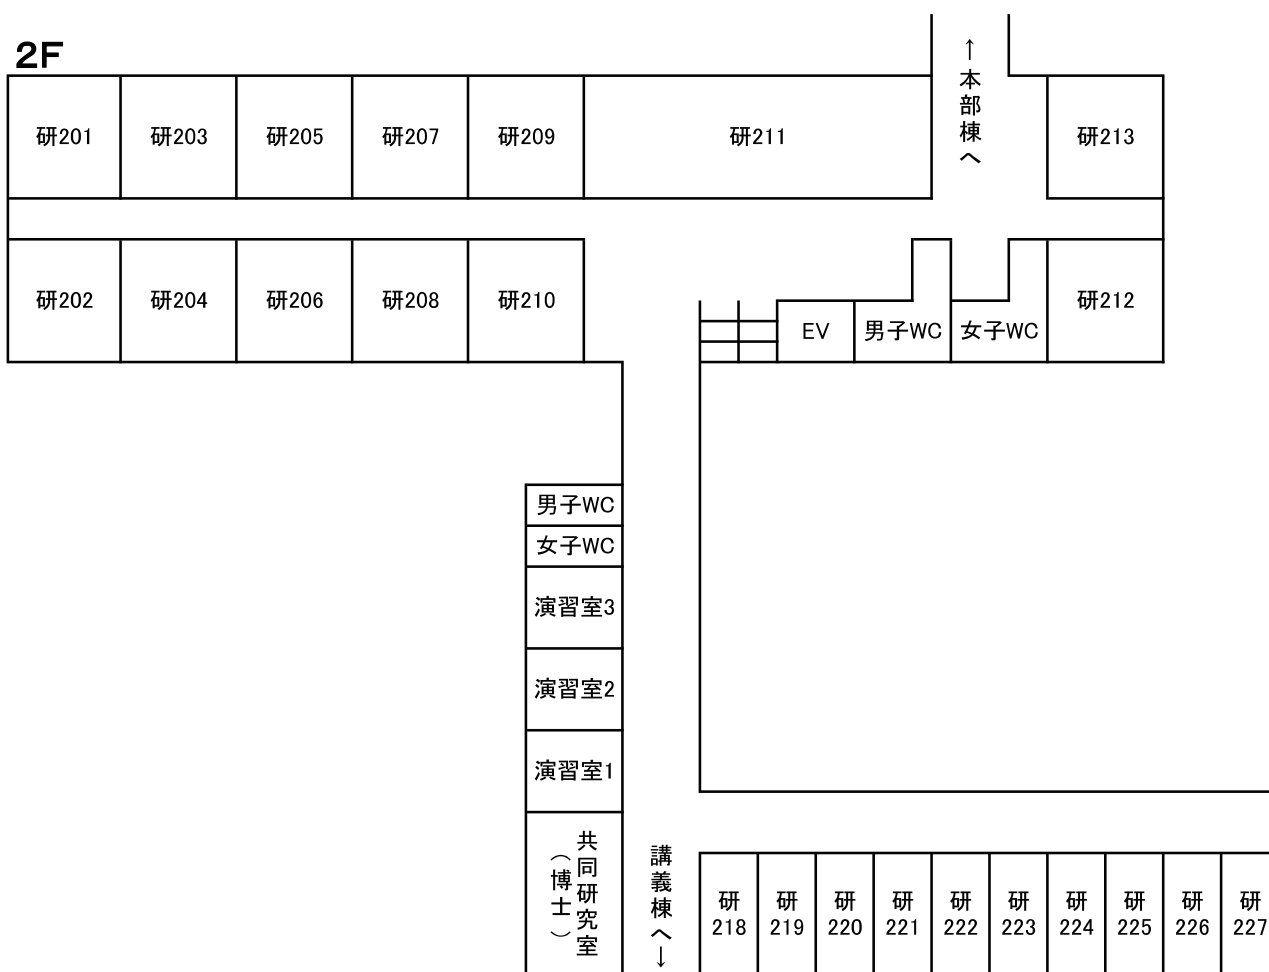 2F
↑本部棟へ
研201
研203
研205
研207
研209
研211
研213
研202
研204
研206
研208
研210
EV
男子WC
女子WC
研212
男子WC
女子WC
演習室3
演習室2
演習室1
共同研究室
（博士）
講義棟へ↓
研
218
研
219
研
220
研
221
研
222
研
223
研
224
研
225
研
226
研
227